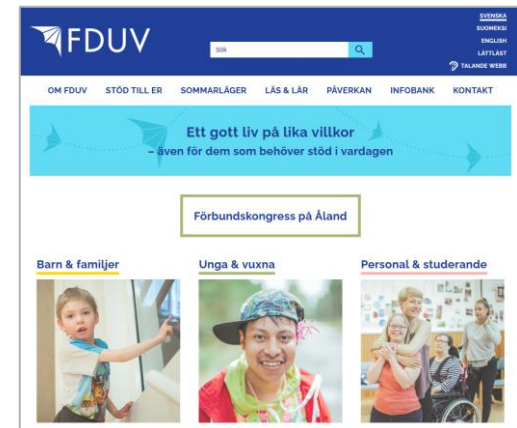 FDUV
Sök
SVENSKA
SUOMEKSI
ENGLISH
LÄTTLÄST
TALANDE WEBB
OM FDUV STÖD TILL ER SOMMARLÄGER LÄS & LÄR PÅVERKAN INFOBANK KONTAKT
Ett gott liv på lika villkor
– även för dem som behöver stöd i vardagen
Förbundskongress på Åland
Barn & familjer Unga & vuxna Personal & studerande